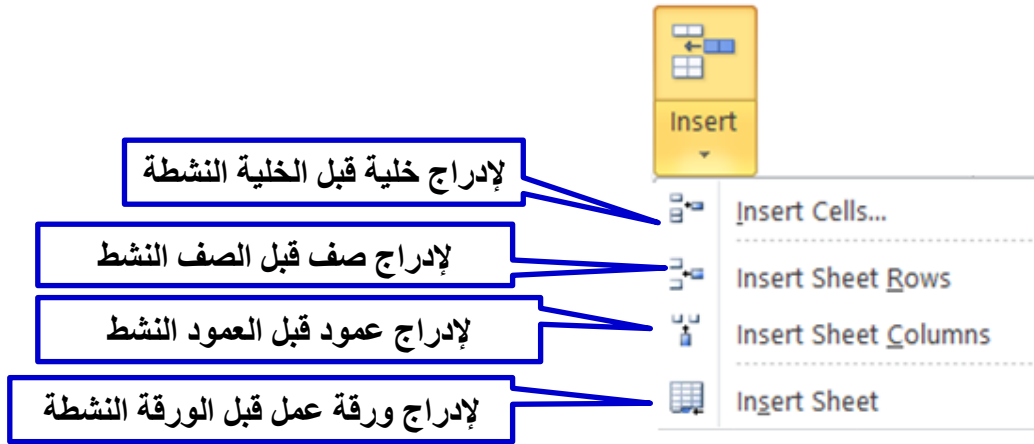 Insert
لإدراج خلية قبل الخلية النشطة
Insert Cells...
لإدراج صف قبل الصف النشط
Insert Sheet Rows
لإدراج عمود قبل العمود النشط
Insert Sheet Columns
لإدراج ورقة عمل قبل الورقة النشطة
Insert Sheet